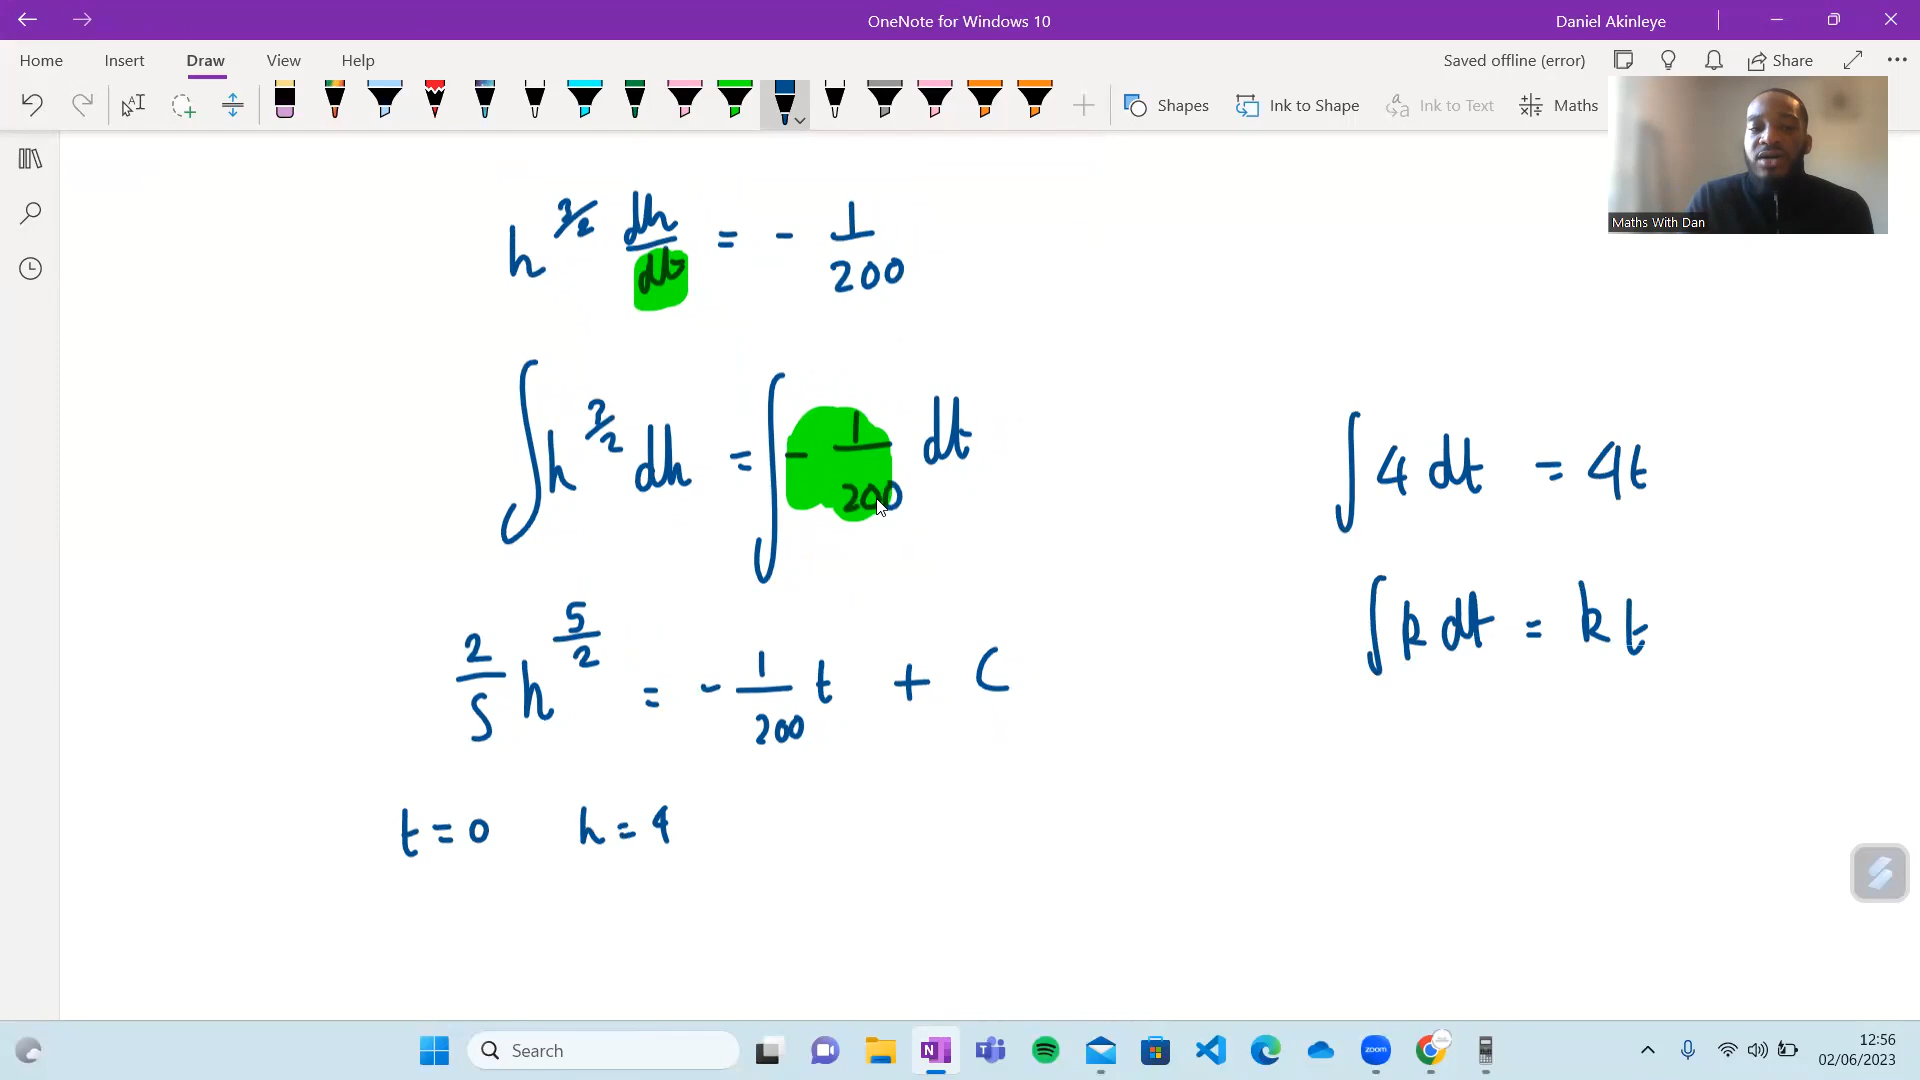 OneNote for Windows 10
Daniel Akinleye
Home Insert Draw View Help
Saved offline (error) Share
Shapes Ink to Shape Ink to Text Maths
Maths With Dan
h^3/2 dh/dt = - 1/200
∫ h^3/2 dh = ∫ - 1/200 dt
∫ 4 dt = 4t
∫ k dt = k t
2/5 h^5/2 = - 1/200 t + C
t = 0 h = 4
Search
zoom
12:56
02/06/2023